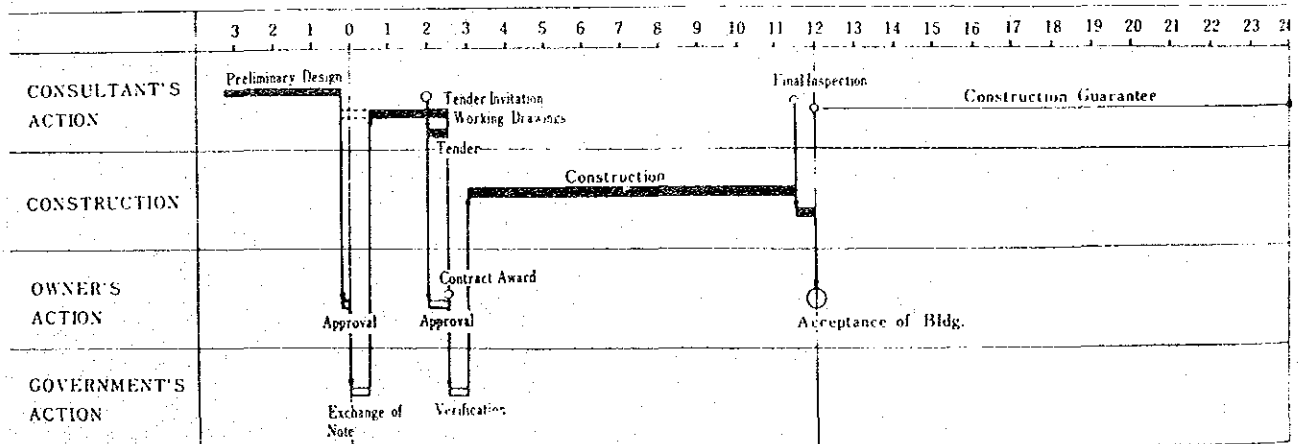 3 2 1 0 1 2 3 4 5 6 7 8 9 10 11 12 13 14 15 16 17 18 19 20 21 22 23 24
CONSULTANT'S
ACTION
Preliminary Design
Tender Invitation
Working Drawings
Tender
Final Inspection
Construction Guarantee
CONSTRUCTION
Construction
OWNER'S
ACTION
Approval
Contract Award
Approval
Acceptance of Bldg.
GOVERNMENT'S
ACTION
Exchange of
Note
Verification